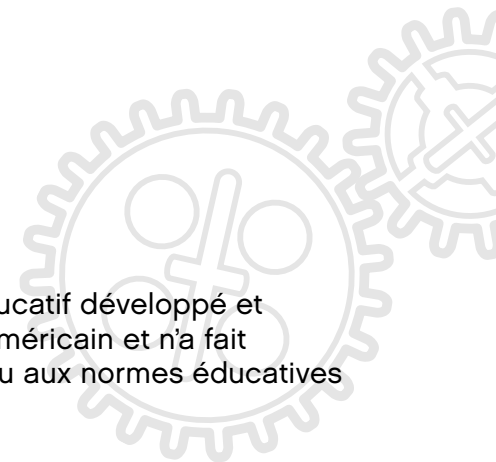 ucatif développé et
méricain et n'a fait
u aux normes éducatives